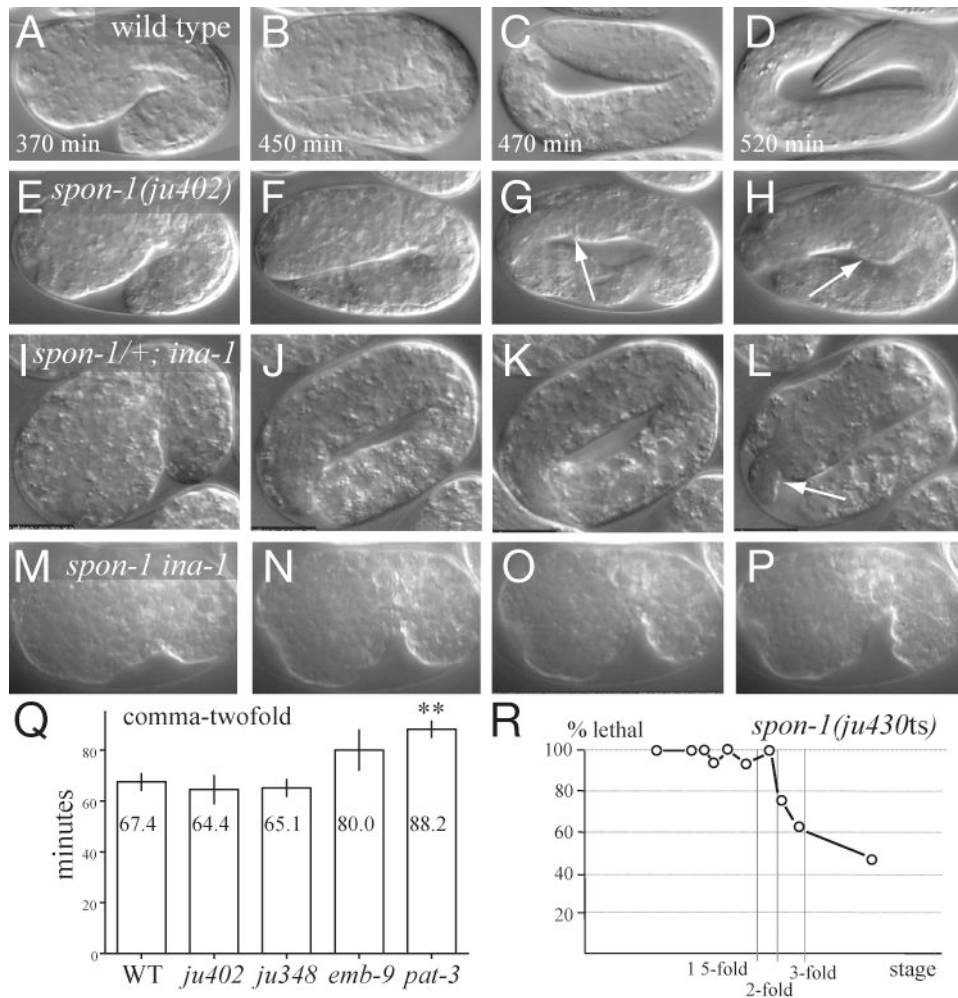 A wild type B C D
370 min 450 min 470 min 520 min
E spon-1(ju402) F G H
I spon-1/+; ina-1 J K L
M spon-1 ina-1 N O P
Q comma-twofold **
minutes
80
60
40
20
0
67.4 64.4 65.1 80.0 88.2
WT ju402 ju348 emb-9 pat-3
R % lethal spon-1(ju430ts)
100
80
60
40
20
1 5-fold 3-fold stage
2-fold